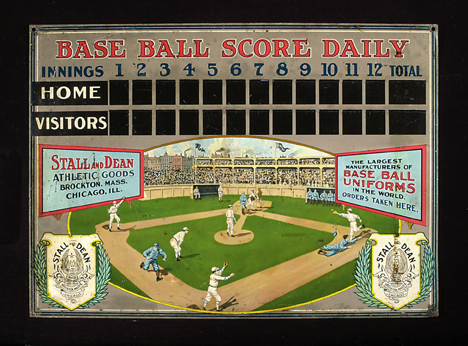 BASE BALL SCORE DAILY
INNINGS 1 2 3 4 5 6 7 8 9 10 11 12 TOTAL
HOME
VISITORS
STALL AND DEAN
ATHLETIC GOODS
BROCKTON, MASS.
CHICAGO, ILL.
THE LARGEST
MANUFACTURERS OF
BASE BALL
UNIFORMS
IN THE WORLD.
ORDERS TAKEN HERE.
STALL AND DEAN
STALL AND DEAN